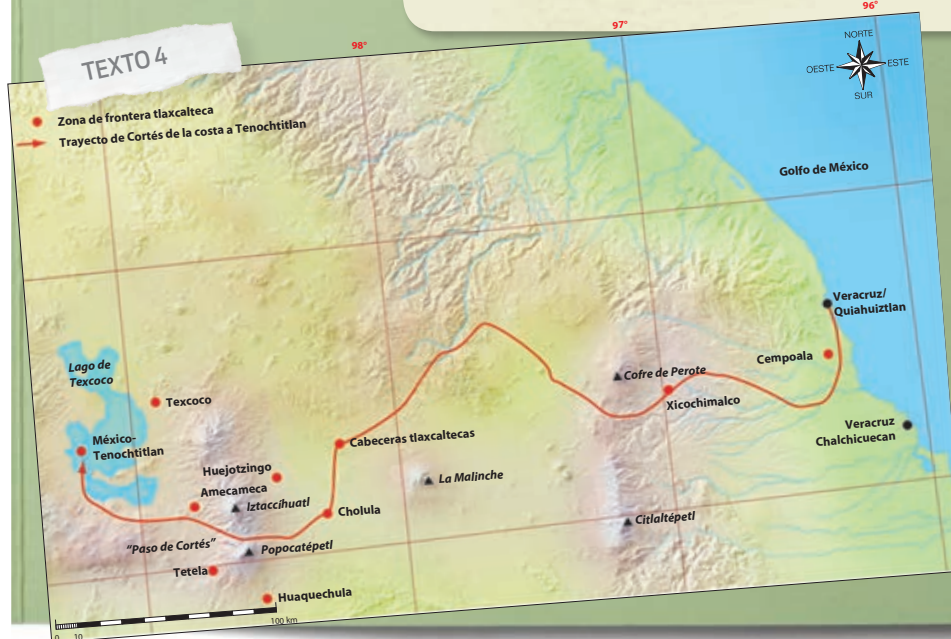 TEXTO 4
98°
97°
96°
NORTE
OESTE
ESTE
SUR
Zona de frontera tlaxcalteca
Trayecto de Cortés de la costa a Tenochtitlan
Golfo de México
Veracruz/
Quiahuiztlan
Cempoala
Cofre de Perote
Xicochimalco
Veracruz
Chalchicuecan
Lago de
Texcoco
Texcoco
México-
Tenochtitlan
Cabeceras tlaxcaltecas
Huejotzingo
La Malinche
Amecameca
Iztaccíhuatl
Cholula
Citlaltépetl
"Paso de Cortés"
Popocatépetl
Tetela
Huaquechula
0 10
100 km